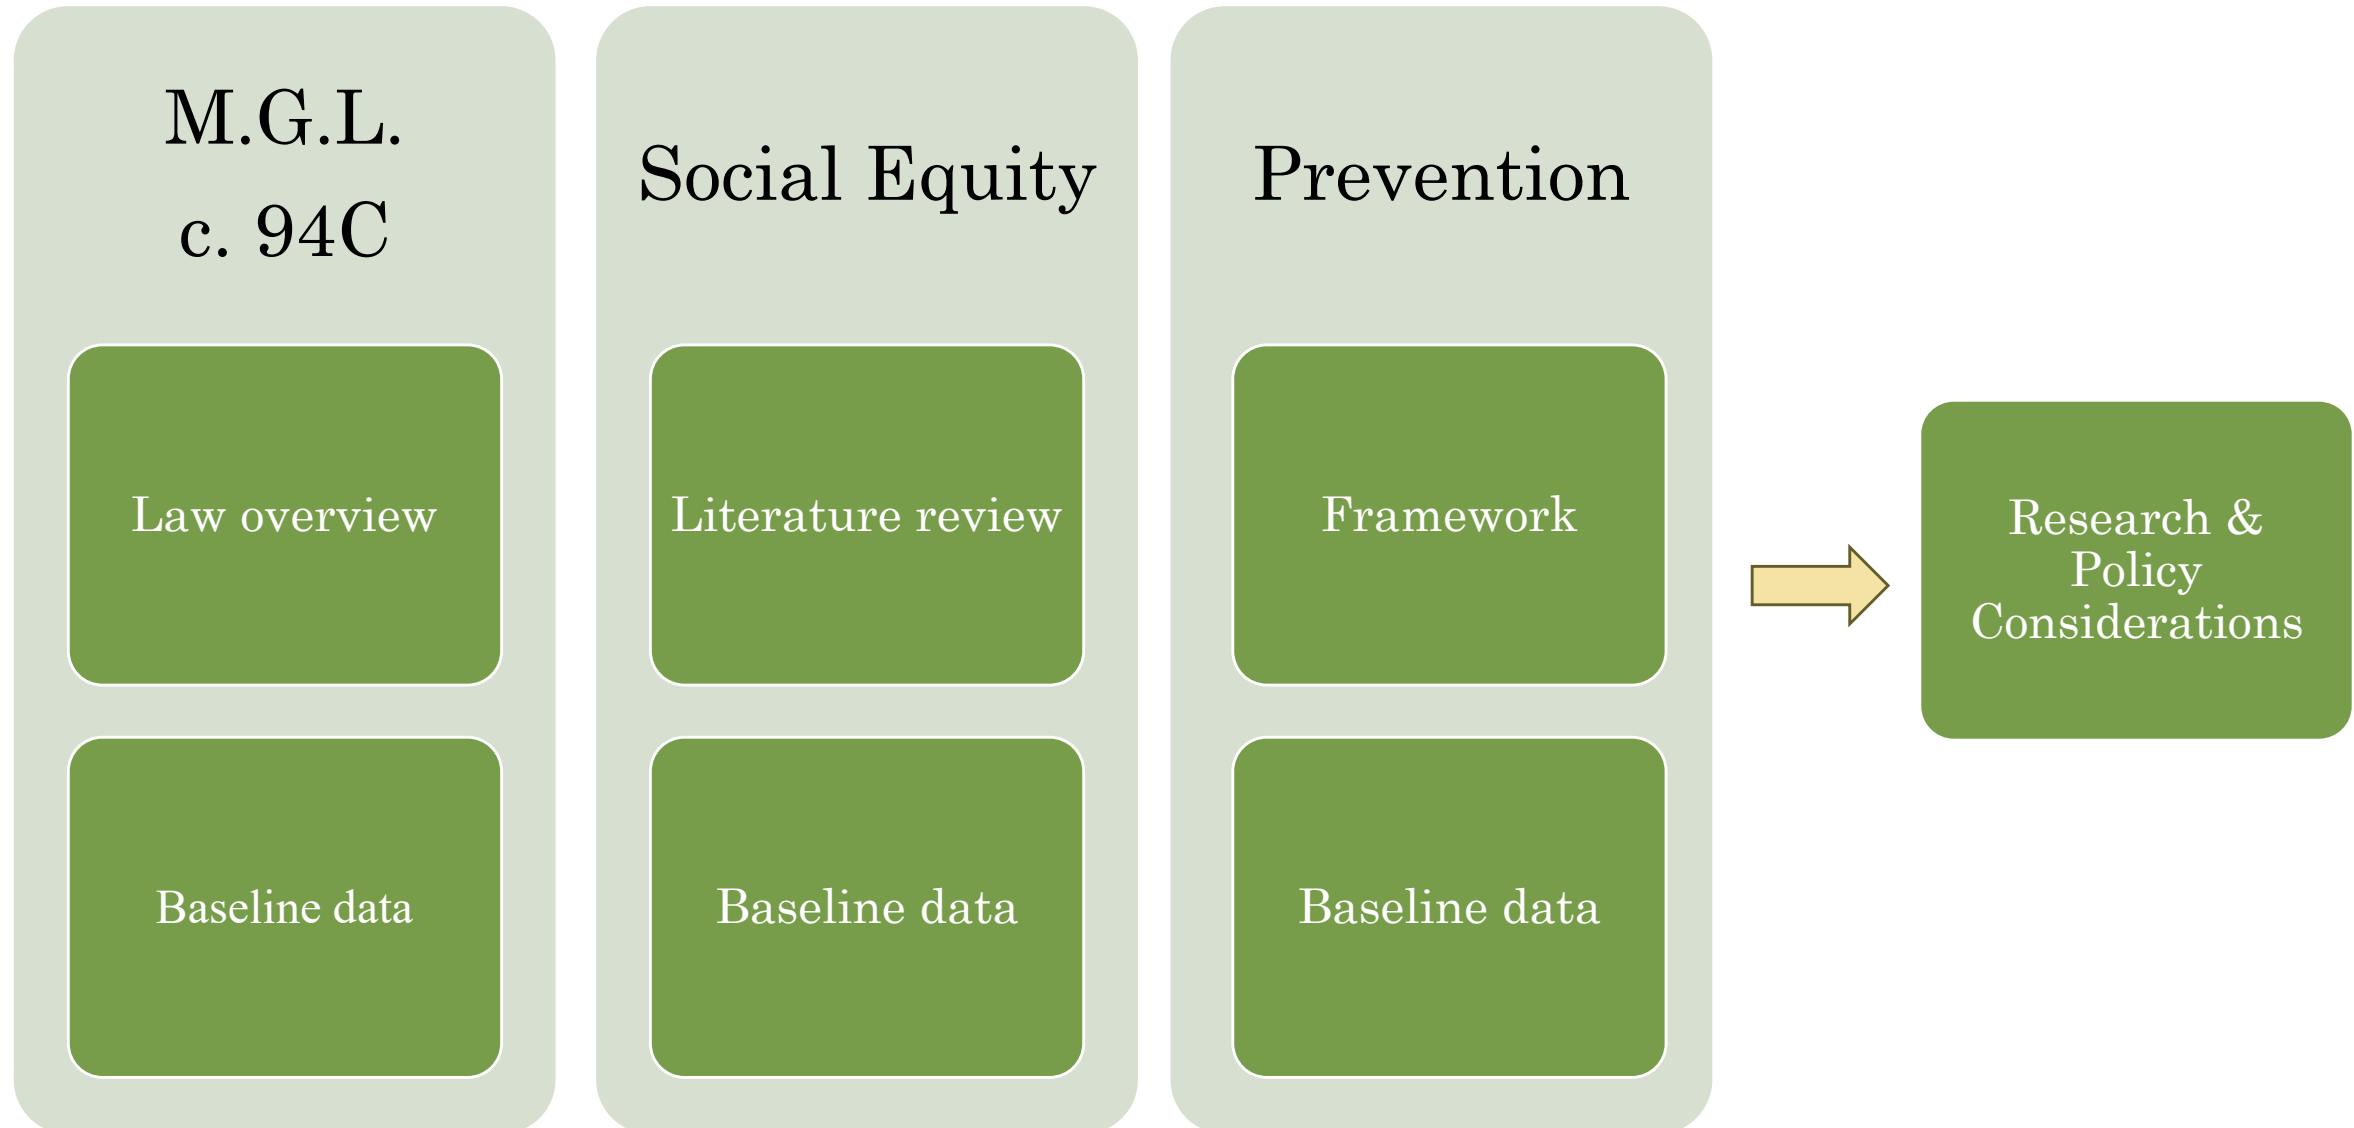 M.G.L.
c. 94C
Law overview
Baseline data
Social Equity
Literature review
Baseline data
Prevention
Framework
Baseline data
Research &
Policy
Considerations